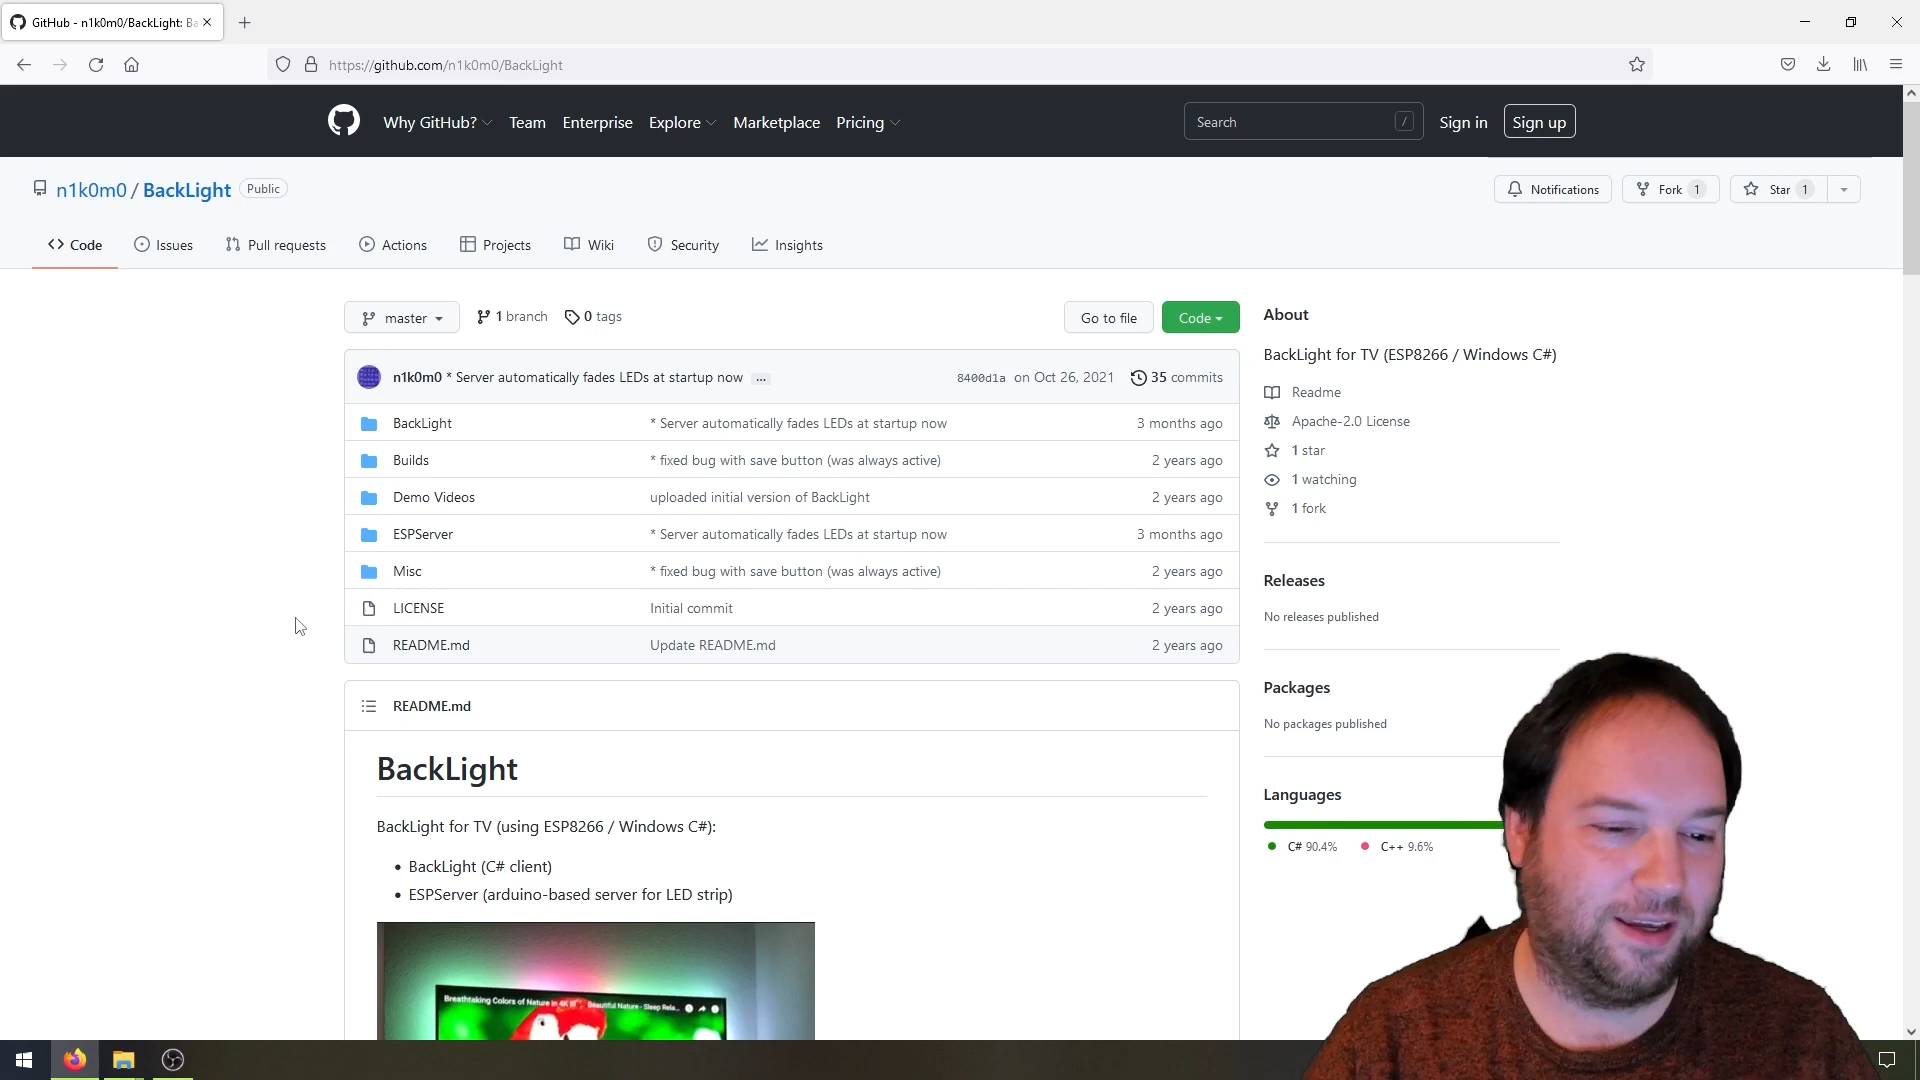 GitHub - n1k0m0/BackLight: Ba
https://github.com/n1k0m0/BackLight
Why GitHub? Team Enterprise Explore Marketplace Pricing
Search / Sign in Sign up
n1k0m0 / BackLight Public
Notifications Fork 1 Star 1
Code Issues Pull requests Actions Projects Wiki Security Insights
master 1 branch 0 tags Go to file Code
n1k0m0 * Server automatically fades LEDs at startup now ... 8400d1a on Oct 26, 2021 35 commits
BackLight * Server automatically fades LEDs at startup now 3 months ago
Builds * fixed bug with save button (was always active) 2 years ago
Demo Videos uploaded initial version of BackLight 2 years ago
ESPServer * Server automatically fades LEDs at startup now 3 months ago
Misc * fixed bug with save button (was always active) 2 years ago
LICENSE Initial commit 2 years ago
README.md Update README.md 2 years ago
README.md
BackLight
BackLight for TV (using ESP8266 / Windows C#):
• BackLight (C# client)
• ESPServer (arduino-based server for LED strip)
Breathtaking Colors of Nature in 4K III Beautiful Nature - Sleep Rela...
About
BackLight for TV (ESP8266 / Windows C#)
Readme
Apache-2.0 License
1 star
1 watching
1 fork
Releases
No releases published
Packages
No packages published
Languages
C# 90.4% C++ 9.6%